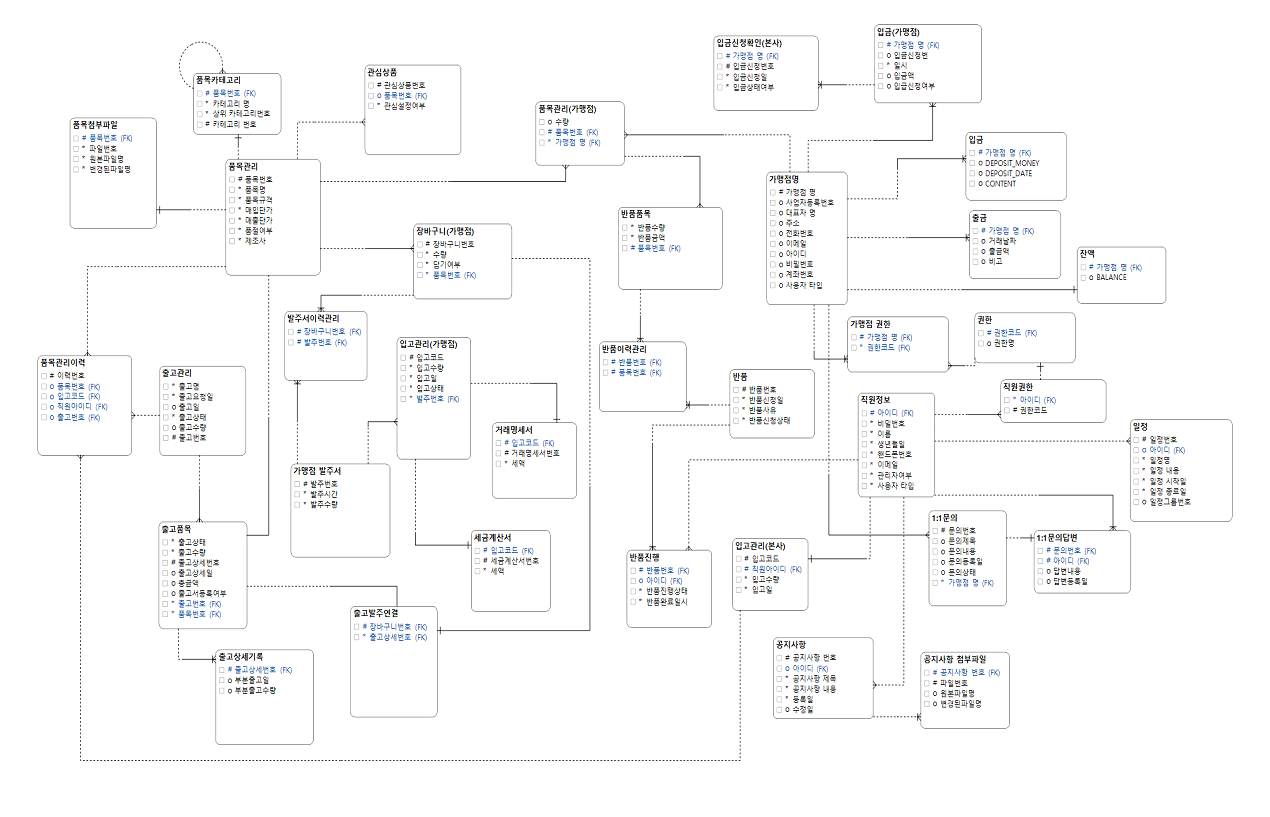 입금(가맹점)
# 가맹점 명 (FK)
o 입금신청번
* 일시
o 입금액
o 입금신청여부
입금신청확인(본사)
# 가맹점 명 (FK)
# 입금신청번호
* 입금신청일
* 입금상태여부
관심상품
# 관심상품번호
o 품목번호 (FK)
* 관심설정여부
품목카테고리
# 품목번호 (FK)
* 카테고리 명
* 상위 카테고리번호
# 카테고리 번호
품목관리(가맹점)
o 수량
# 품목번호 (FK)
* 가맹점 명 (FK)
품목첨부파일
# 품목번호 (FK)
* 파일번호
* 원본파일명
* 변경된파일명
입금
# 가맹점 명 (FK)
o DEPOSIT_MONEY
o DEPOSIT_DATE
o CONTENT
품목관리
# 품목번호
* 품목명
* 품목규격
* 매입단가
* 매출단가
* 품절여부
* 제조사
가맹점명
# 가맹점 명
o 사업자등록번호
o 대표자 명
o 주소
o 전화번호
o 이메일
o 아이디
o 비밀번호
o 계좌번호
o 사용자 타입
반품품목
* 반품수량
* 반품금액
# 품목번호 (FK)
출금
# 가맹점 명 (FK)
o 거래날짜
o 출금액
o 비고
장바구니(가맹점)
# 장바구니번호
* 수량
* 담기여부
* 품목번호 (FK)
잔액
# 가맹점 명 (FK)
o BALANCE
발주서이력관리
# 장바구니번호 (FK)
# 발주번호 (FK)
가맹점 권한
# 가맹점 명 (FK)
* 권한코드 (FK)
권한
# 권한코드 (FK)
o 권한명
입고관리(가맹점)
# 입고코드
* 입고수량
* 입고일
* 입고상태
* 발주번호 (FK)
반품이력관리
# 반품번호 (FK)
# 품목번호 (FK)
품목관리이력
# 이력번호
o 품목번호 (FK)
o 입고코드 (FK)
o 직원아이디 (FK)
o 출고번호 (FK)
출고관리
* 출고명
* 출고요청일
o 출고일
* 출고상태
o 출고수량
# 출고번호
반품
# 반품번호
* 반품신청일
* 반품사유
* 반품신청상태
직원권한
* 아이디 (FK)
# 권한코드
직원정보
# 아이디 (FK)
* 비밀번호
* 이름
* 생년월일
* 핸드폰번호
* 이메일
* 관리자여부
* 사용자 타입
거래명세서
# 입고코드 (FK)
# 거래명세서번호
* 세액
일정
# 일정번호
o 아이디 (FK)
* 일정명
* 일정 내용
* 일정 시작일
* 일정 종료일
o 일정그룹번호
가맹점 발주서
# 발주번호
* 발주시간
* 발주수량
출고품목
* 출고상태
* 출고수량
# 출고상세번호
o 출고상세일
o 총금액
o 출고서등록여부
* 출고번호 (FK)
* 품목번호 (FK)
세금계산서
# 입고코드 (FK)
# 세금계산서번호
* 세액
1:1문의
# 문의번호
o 문의제목
o 문의내용
o 문의등록일
o 문의상태
* 가맹점 명 (FK)
1:1문의답변
# 문의번호 (FK)
# 아이디 (FK)
o 답변내용
o 답변등록일
입고관리(본사)
# 입고코드
# 직원아이디 (FK)
* 입고수량
* 입고일
반품진행
# 반품번호 (FK)
o 아이디 (FK)
* 반품진행상태
* 반품완료일시
출고발주연결
# 장바구니번호 (FK)
* 출고상세번호 (FK)
출고상세기록
# 출고상세번호 (FK)
o 부분출고일
o 부분출고수량
공지사항
# 공지사항 번호
o 아이디 (FK)
* 공지사항 제목
* 공지사항 내용
* 등록일
o 수정일
공지사항 첨부파일
# 공지사항 번호 (FK)
# 파일번호
o 원본파일명
o 변경된파일명